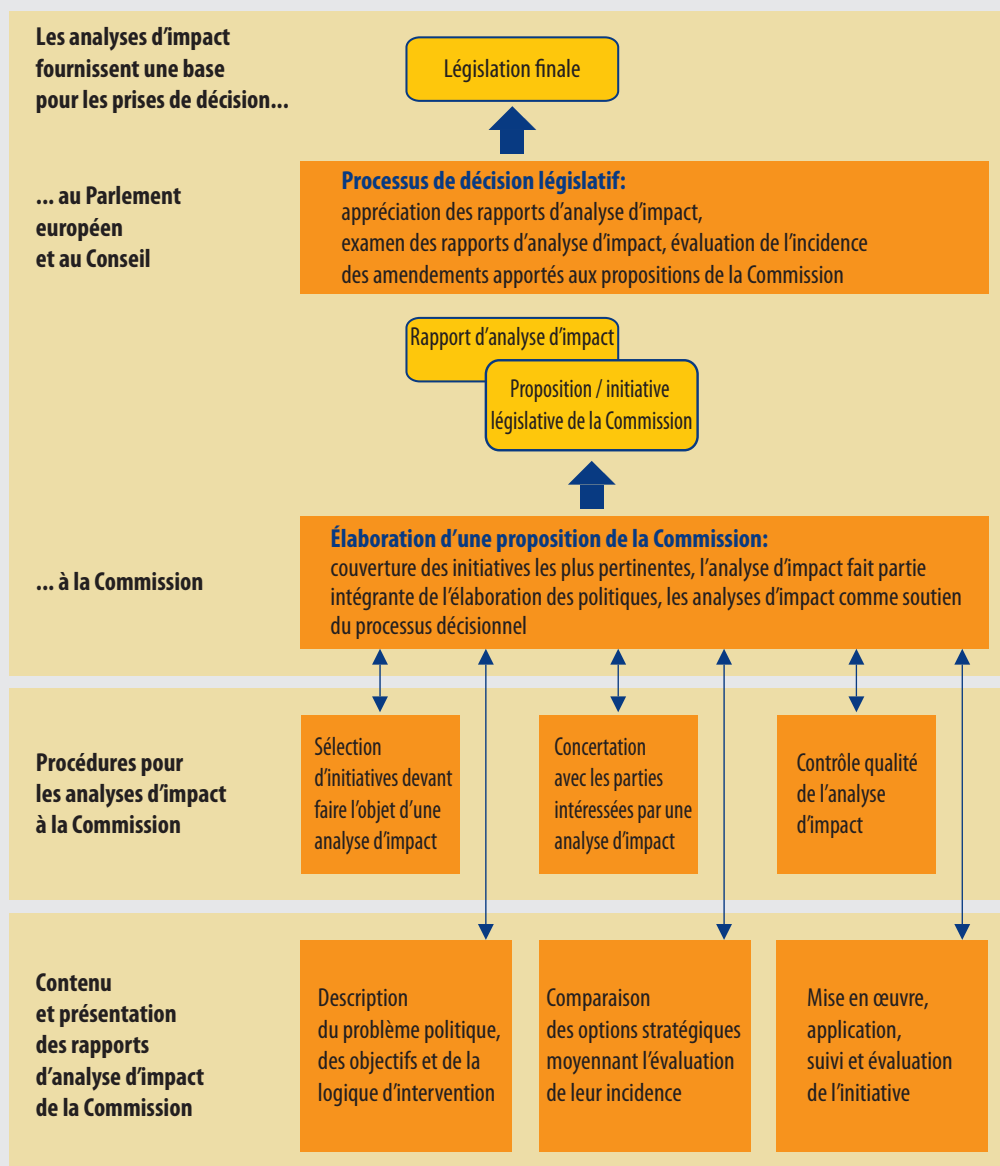 Les analyses d'impact
fournissent une base
pour les prises de décision...
Législation finale
... au Parlement
européen
et au Conseil
Processus de décision législatif:
appréciation des rapports d'analyse d'impact,
examen des rapports d'analyse d'impact, évaluation de l'incidence
des amendements apportés aux propositions de la Commission
Rapport d'analyse d'impact
Proposition / initiative
législative de la Commission
... à la Commission
Élaboration d'une proposition de la Commission:
couverture des initiatives les plus pertinentes, l'analyse d'impact fait partie
intégrante de l'élaboration des politiques, les analyses d'impact comme soutien
du processus décisionnel
Procédures pour
les analyses d'impact
à la Commission
Sélection
d'initiatives devant
faire l'objet d'une
analyse d'impact
Concertation
avec les parties
intéressées par une
analyse d'impact
Contrôle qualité
de l'analyse
d'impact
Contenu
et présentation
des rapports
d'analyse d'impact
de la Commission
Description
du problème politique,
des objectifs et de la
logique d'intervention
Comparaison
des options stratégiques
moyennant l'évaluation
de leur incidence
Mise en œuvre,
application,
suivi et évaluation
de l'initiative